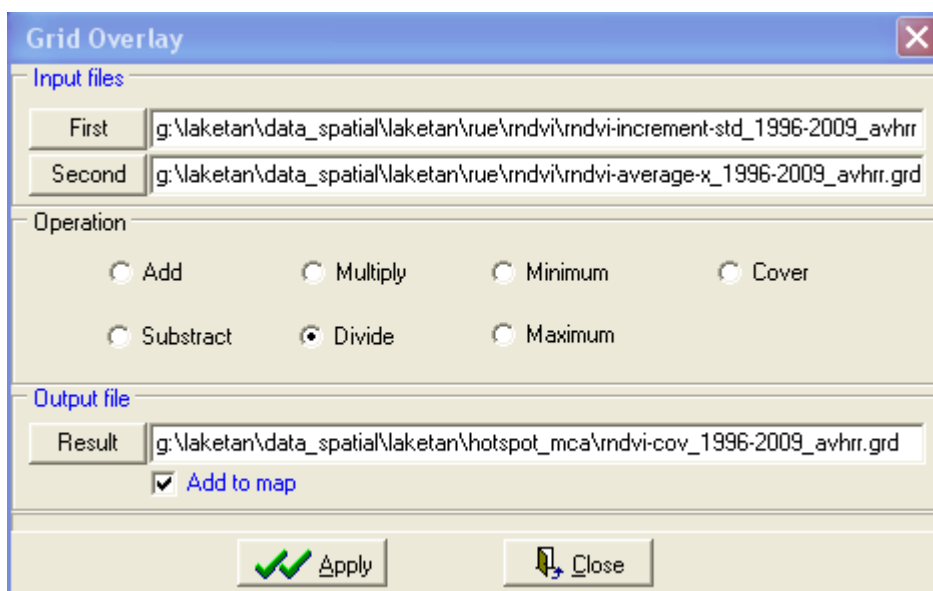 Grid Overlay
Input files
First g:\laketan\data_spatial\laketan\rue\rndvi\rndvi-increment-std_1996-2009_avhrr
Second g:\laketan\data_spatial\laketan\rue\rndvi\rndvi-average-x_1996-2009_avhrr.grd
Operation
Add Multiply Minimum Cover
Substract Divide Maximum
Output file
Result g:\laketan\data_spatial\laketan\hotspot_mca\rndvi-cov_1996-2009_avhrr.grd
Add to map
Apply Close